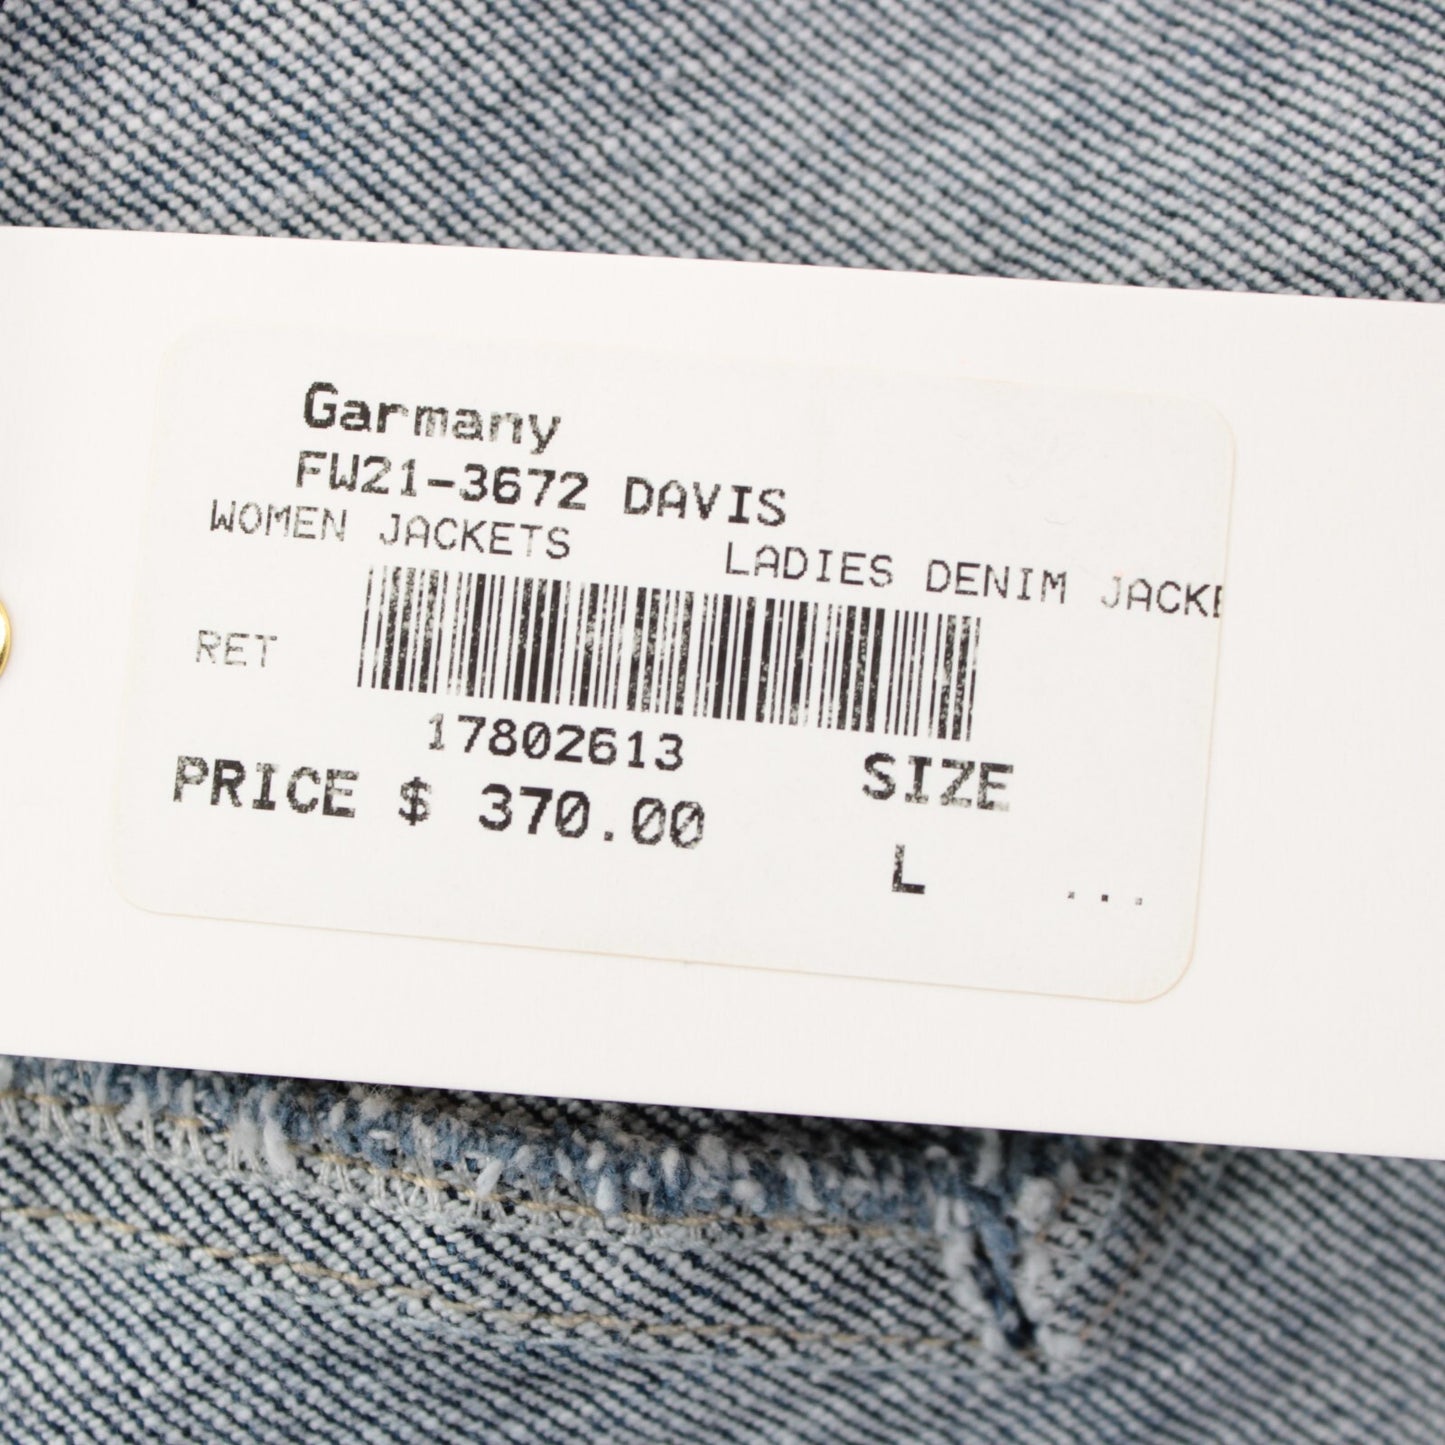 Garmany
FW21-3672 DAVIS
WOMEN JACKETS LADIES DENIM JACKE
RET
17802613
PRICE $ 370.00 SIZE
L ...